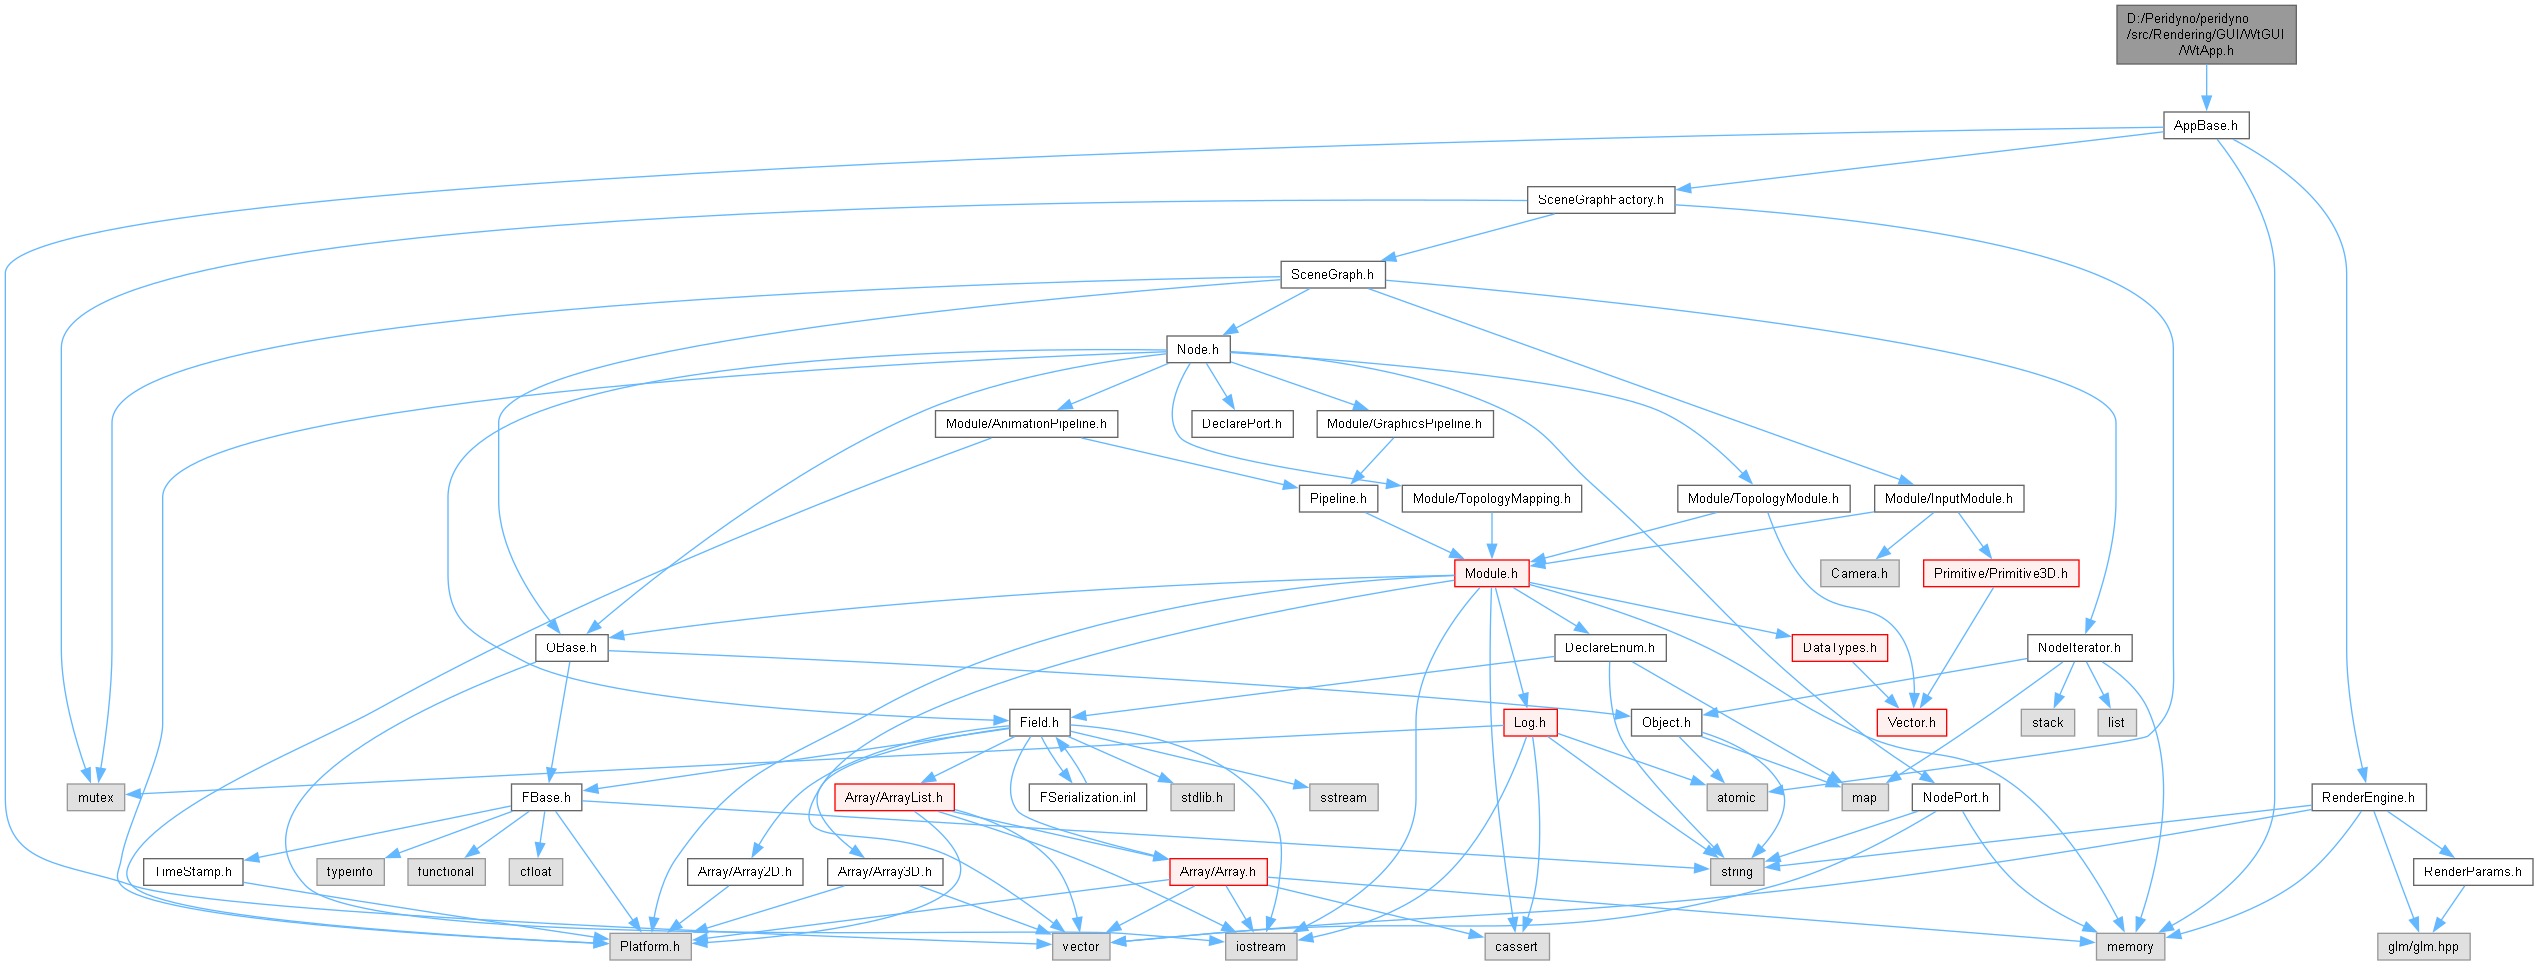 D:/Peridyno/peridyno
/src/Rendering/GUI/WtGUI
/WtApp.h
AppBase.h
SceneGraphFactory.h
SceneGraph.h
Node.h
Module/AnimationPipeline.h
DeclarePort.h
Module/GraphicsPipeline.h
Pipeline.h
Module/TopologyMapping.h
Module/TopologyModule.h
Module/InputModule.h
Module.h
Camera.h
Primitive/Primitive3D.h
OBase.h
DeclareEnum.h
DataTypes.h
NodeIterator.h
Field.h
Log.h
Object.h
Vector.h
stack
list
mutex
FBase.h
Array/ArrayList.h
FSerialization.inl
stdlib.h
sstream
atomic
map
NodePort.h
RenderEngine.h
TimeStamp.h
typeinfo
functional
cfloat
Array/Array2D.h
Array/Array3D.h
Array/Array.h
string
RenderParams.h
Platform.h
vector
iostream
cassert
memory
glm/glm.hpp